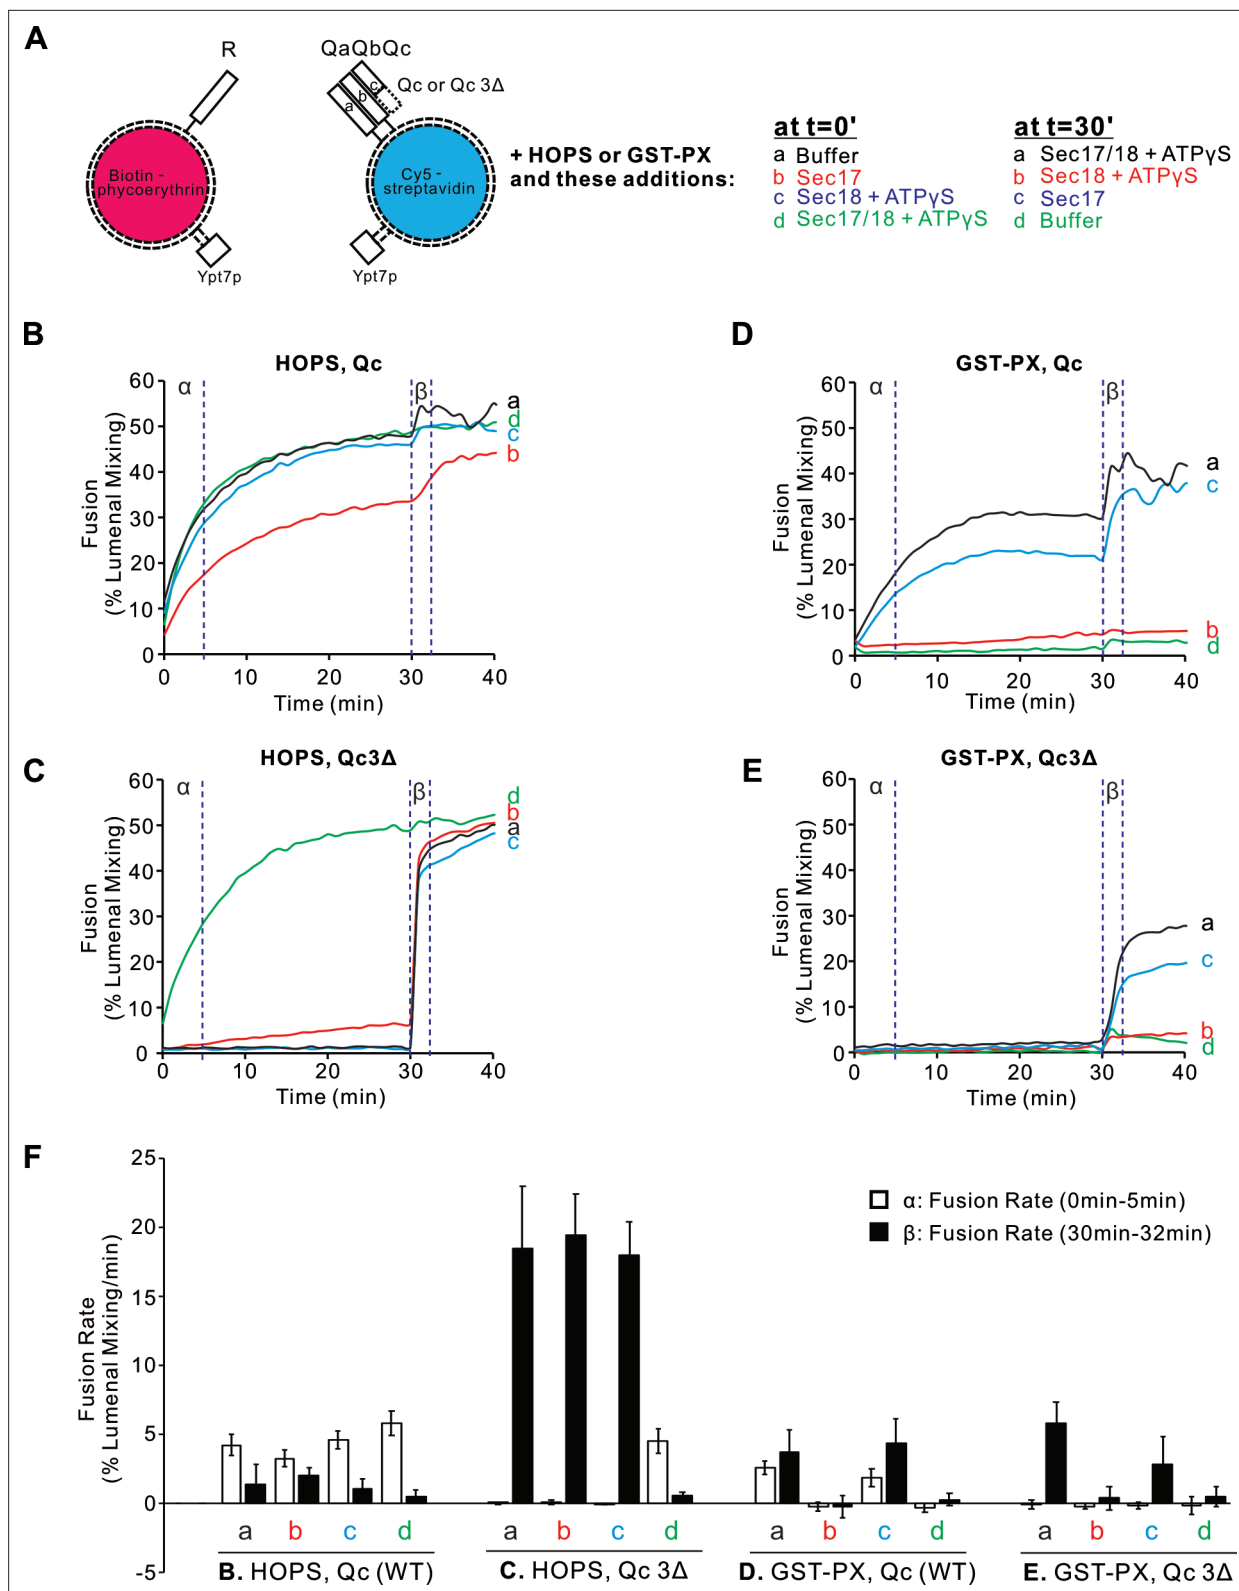 A
R
QaQbQc
a
b
c
Qc or Qc 3Δ
Biotin -
phycoerythrin
Cy5 -
streptavidin
Ypt7p
Ypt7p
+ HOPS or GST-PX
and these additions:
at t=0'
a Buffer
b Sec17
c Sec18 + ATPγS
d Sec17/18 + ATPγS
at t=30'
a Sec17/18 + ATPγS
b Sec18 + ATPγS
c Sec17
d Buffer
B
HOPS, Qc
α
β
60
50
40
30
20
10
0
Fusion
(% Lumenal Mixing)
a
d
c
b
0 10 20 30 40
Time (min)
D
GST-PX, Qc
α
β
60
50
40
30
20
10
0
Fusion
(% Lumenal Mixing)
a
c
b
d
0 10 20 30 40
Time (min)
C
HOPS, Qc3Δ
α
β
60
50
40
30
20
10
0
Fusion
(% Lumenal Mixing)
d
b
a
c
0 10 20 30 40
Time (min)
E
GST-PX, Qc3Δ
α
β
60
50
40
30
20
10
0
Fusion
(% Lumenal Mixing)
a
c
b
d
0 10 20 30 40
Time (min)
F
25
20
15
10
5
0
-5
Fusion Rate
(% Lumenal Mixing/min)
α: Fusion Rate (0min-5min)
β: Fusion Rate (30min-32min)
a b c d
B. HOPS, Qc (WT)
a b c d
C. HOPS, Qc 3Δ
a b c d
D. GST-PX, Qc (WT)
a b c d
E. GST-PX, Qc 3Δ